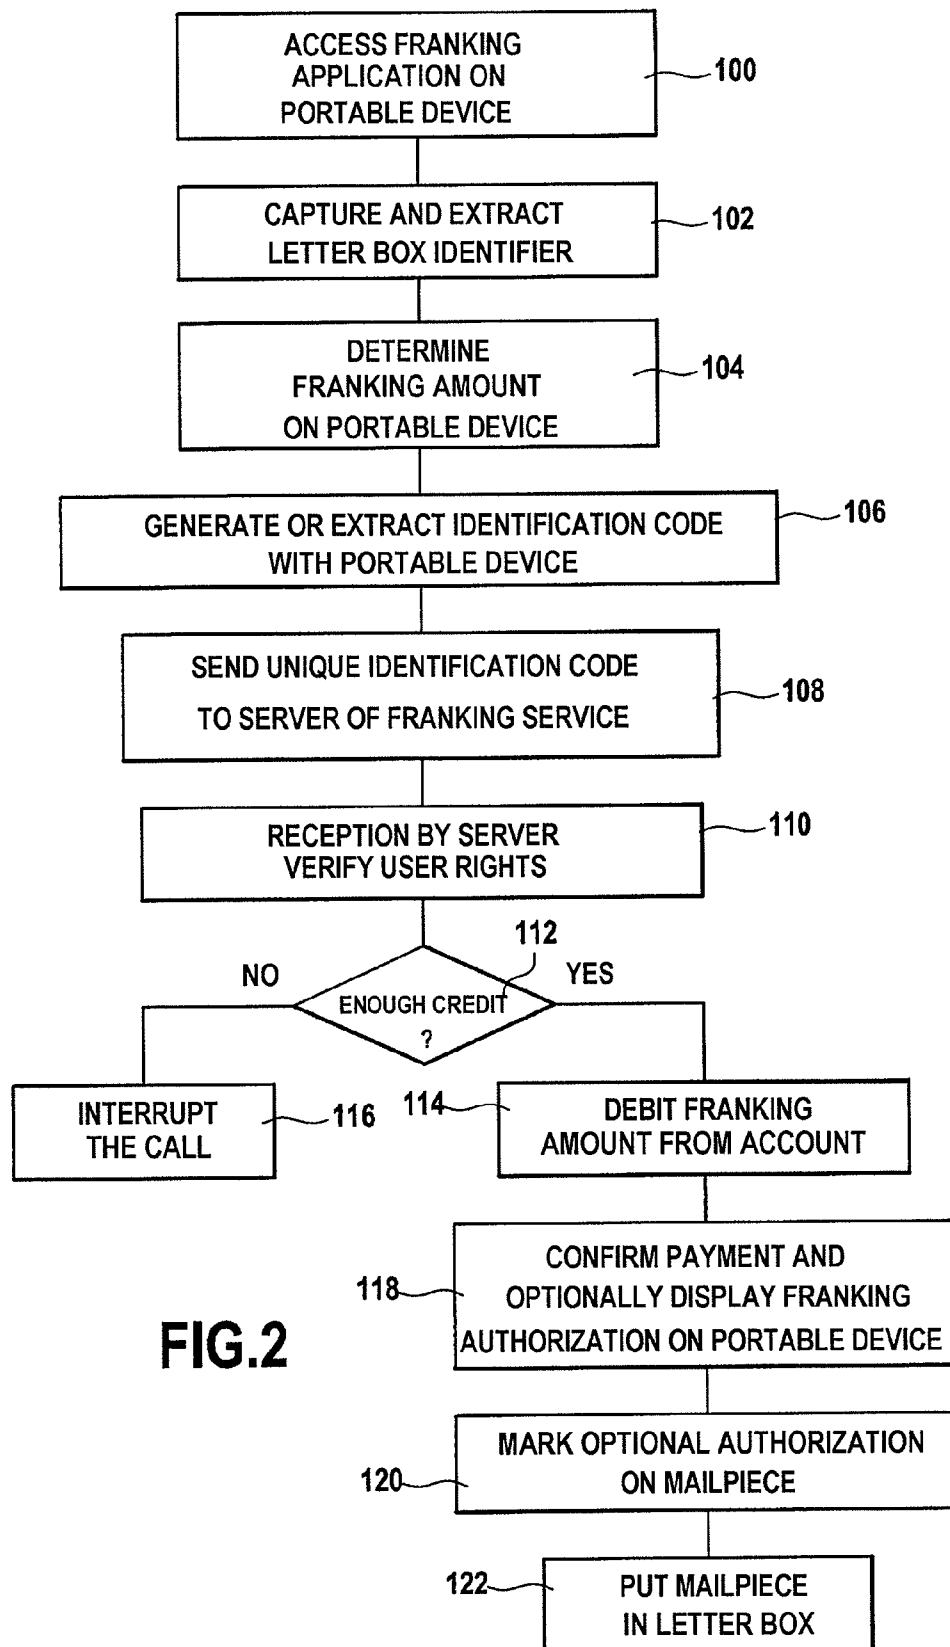 ACCESS FRANKING
APPLICATION ON
PORTABLE DEVICE
100
CAPTURE AND EXTRACT
LETTER BOX IDENTIFIER
102
DETERMINE
FRANKING AMOUNT
ON PORTABLE DEVICE
104
GENERATE OR EXTRACT IDENTIFICATION CODE
WITH PORTABLE DEVICE
106
SEND UNIQUE IDENTIFICATION CODE
TO SERVER OF FRANKING SERVICE
108
RECEPTION BY SERVER
VERIFY USER RIGHTS
110
112
NO
YES
ENOUGH CREDIT
?
INTERRUPT
THE CALL
116
114
DEBIT FRANKING
AMOUNT FROM ACCOUNT
118
CONFIRM PAYMENT AND
OPTIONALLY DISPLAY FRANKING
AUTHORIZATION ON PORTABLE DEVICE
FIG.2
120
MARK OPTIONAL AUTHORIZATION
ON MAILPIECE
122
PUT MAILPIECE
IN LETTER BOX